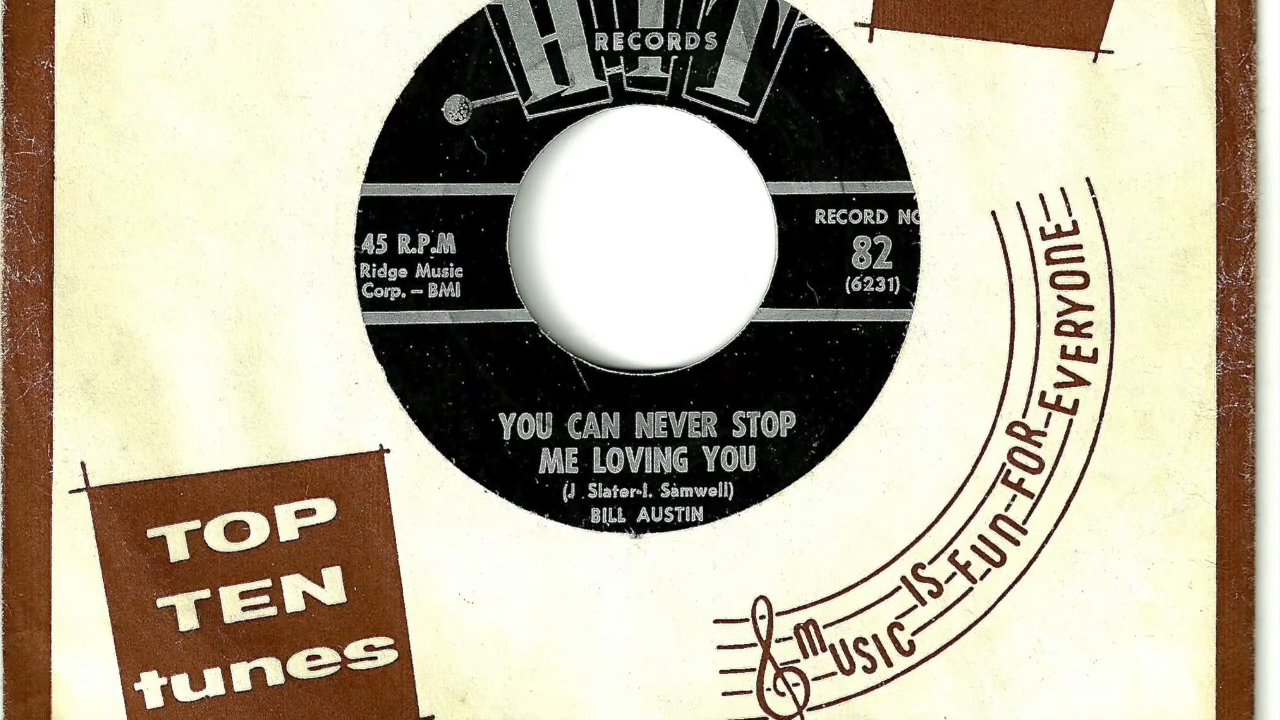 HIT
RECORDS
45 R.P.M
Ridge Music
Corp. – BMI
RECORD NO
82
(6231)
YOU CAN NEVER STOP
ME LOVING YOU
(J Slater-I. Samwell)
BILL AUSTIN
TOP
TEN
tunes
MUSIC IS FUN FOR EVERYONE